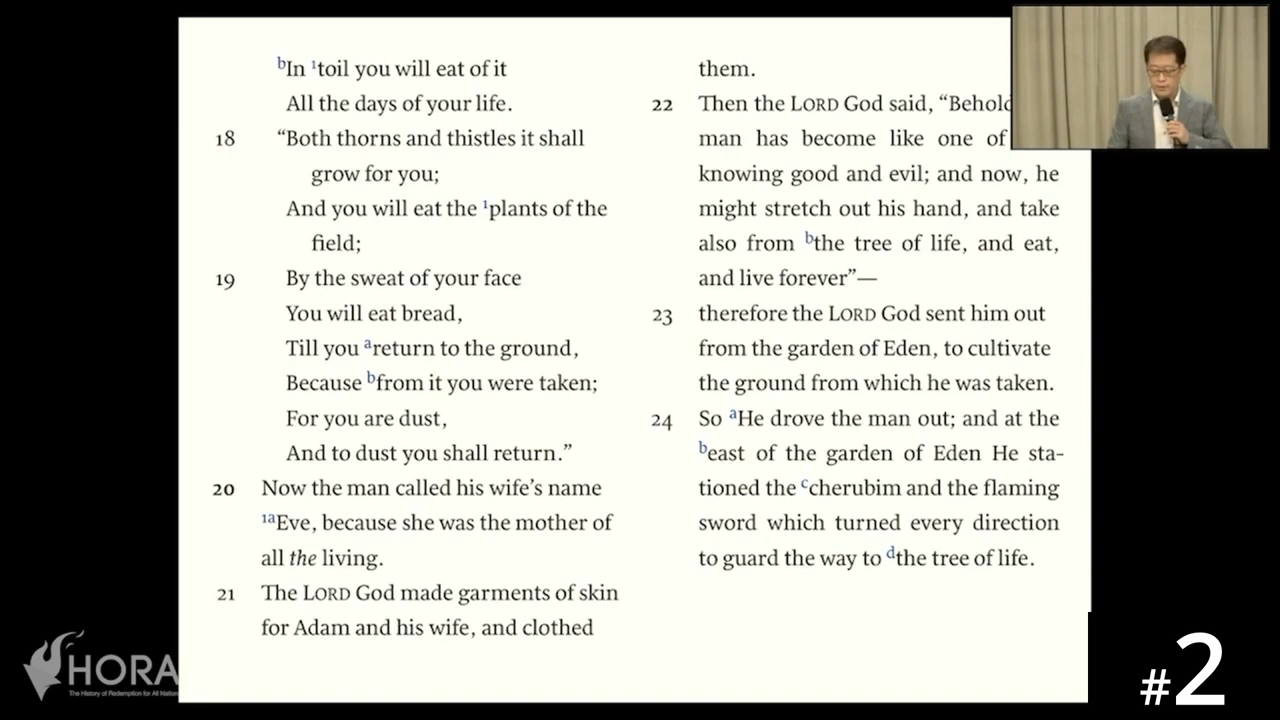 bIn 1toil you will eat of it
All the days of your life.
18 “Both thorns and thistles it shall
grow for you;
And you will eat the 1plants of the
field;
19 By the sweat of your face
You will eat bread,
Till you areturn to the ground,
Because bfrom it you were taken;
For you are dust,
And to dust you shall return.”
20 Now the man called his wife’s name
1aEve, because she was the mother of
all the living.
21 The LORD God made garments of skin
for Adam and his wife, and clothed
them.
22 Then the LORD God said, “Behold
man has become like one of
knowing good and evil; and now, he
might stretch out his hand, and take
also from bthe tree of life, and eat,
and live forever”—
23 therefore the LORD God sent him out
from the garden of Eden, to cultivate
the ground from which he was taken.
24 So aHe drove the man out; and at the
beast of the garden of Eden He sta-
tioned the ccherubim and the flaming
sword which turned every direction
to guard the way to dthe tree of life.
HORA
The History of Redemption for All Nation
#2